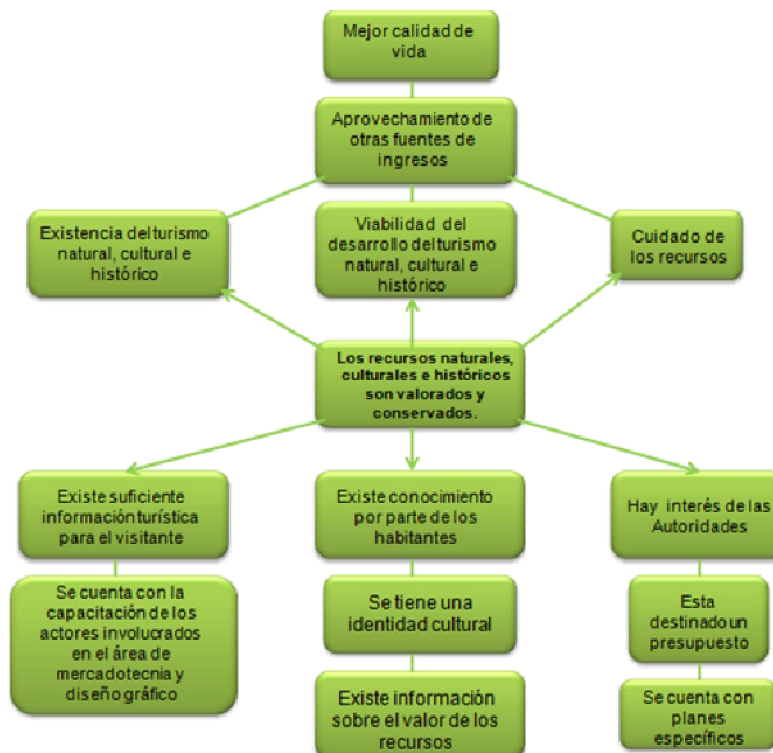 Mejor calidad de
vida
Aprovechamiento de
otras fuentes de
ingresos
Existencia del turismo
natural, cultural e
histórico
Viabilidad del
desarrollo del turismo
natural, cultural e
histórico
Cuidado de
los recursos
Los recursos naturales,
culturales e históricos
son valorados y
conservados.
Existe suficiente
información turística
para el visitante
Existe conocimiento
por parte de los
habitantes
Hay interés de las
Autoridades
Se cuenta con la
capacitación de los
actores involucrados
en el área de
mercadotecnia y
diseño gráfico
Se tiene una
identidad cultural
Esta
destinado un
presupuesto
Existe información
sobre el valor de los
recursos
Se cuenta con
planes
específicos